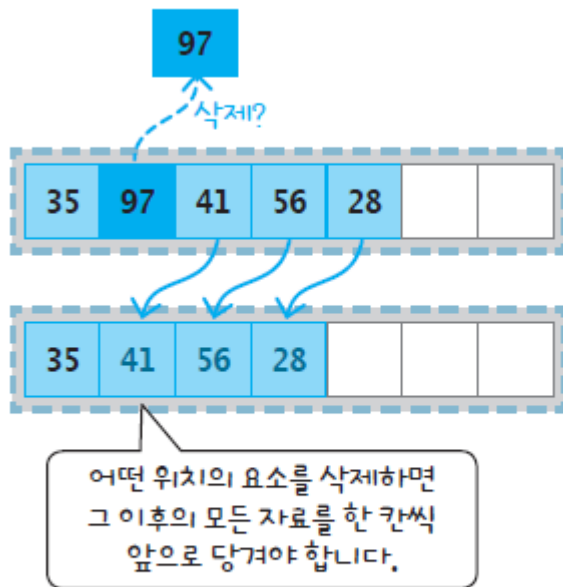 97
삭제?
35 97 41 56 28
35 41 56 28
어떤 위치의 요소를 삭제하면
그 이후의 모든 자료를 한 칸씩
앞으로 당겨야 합니다.